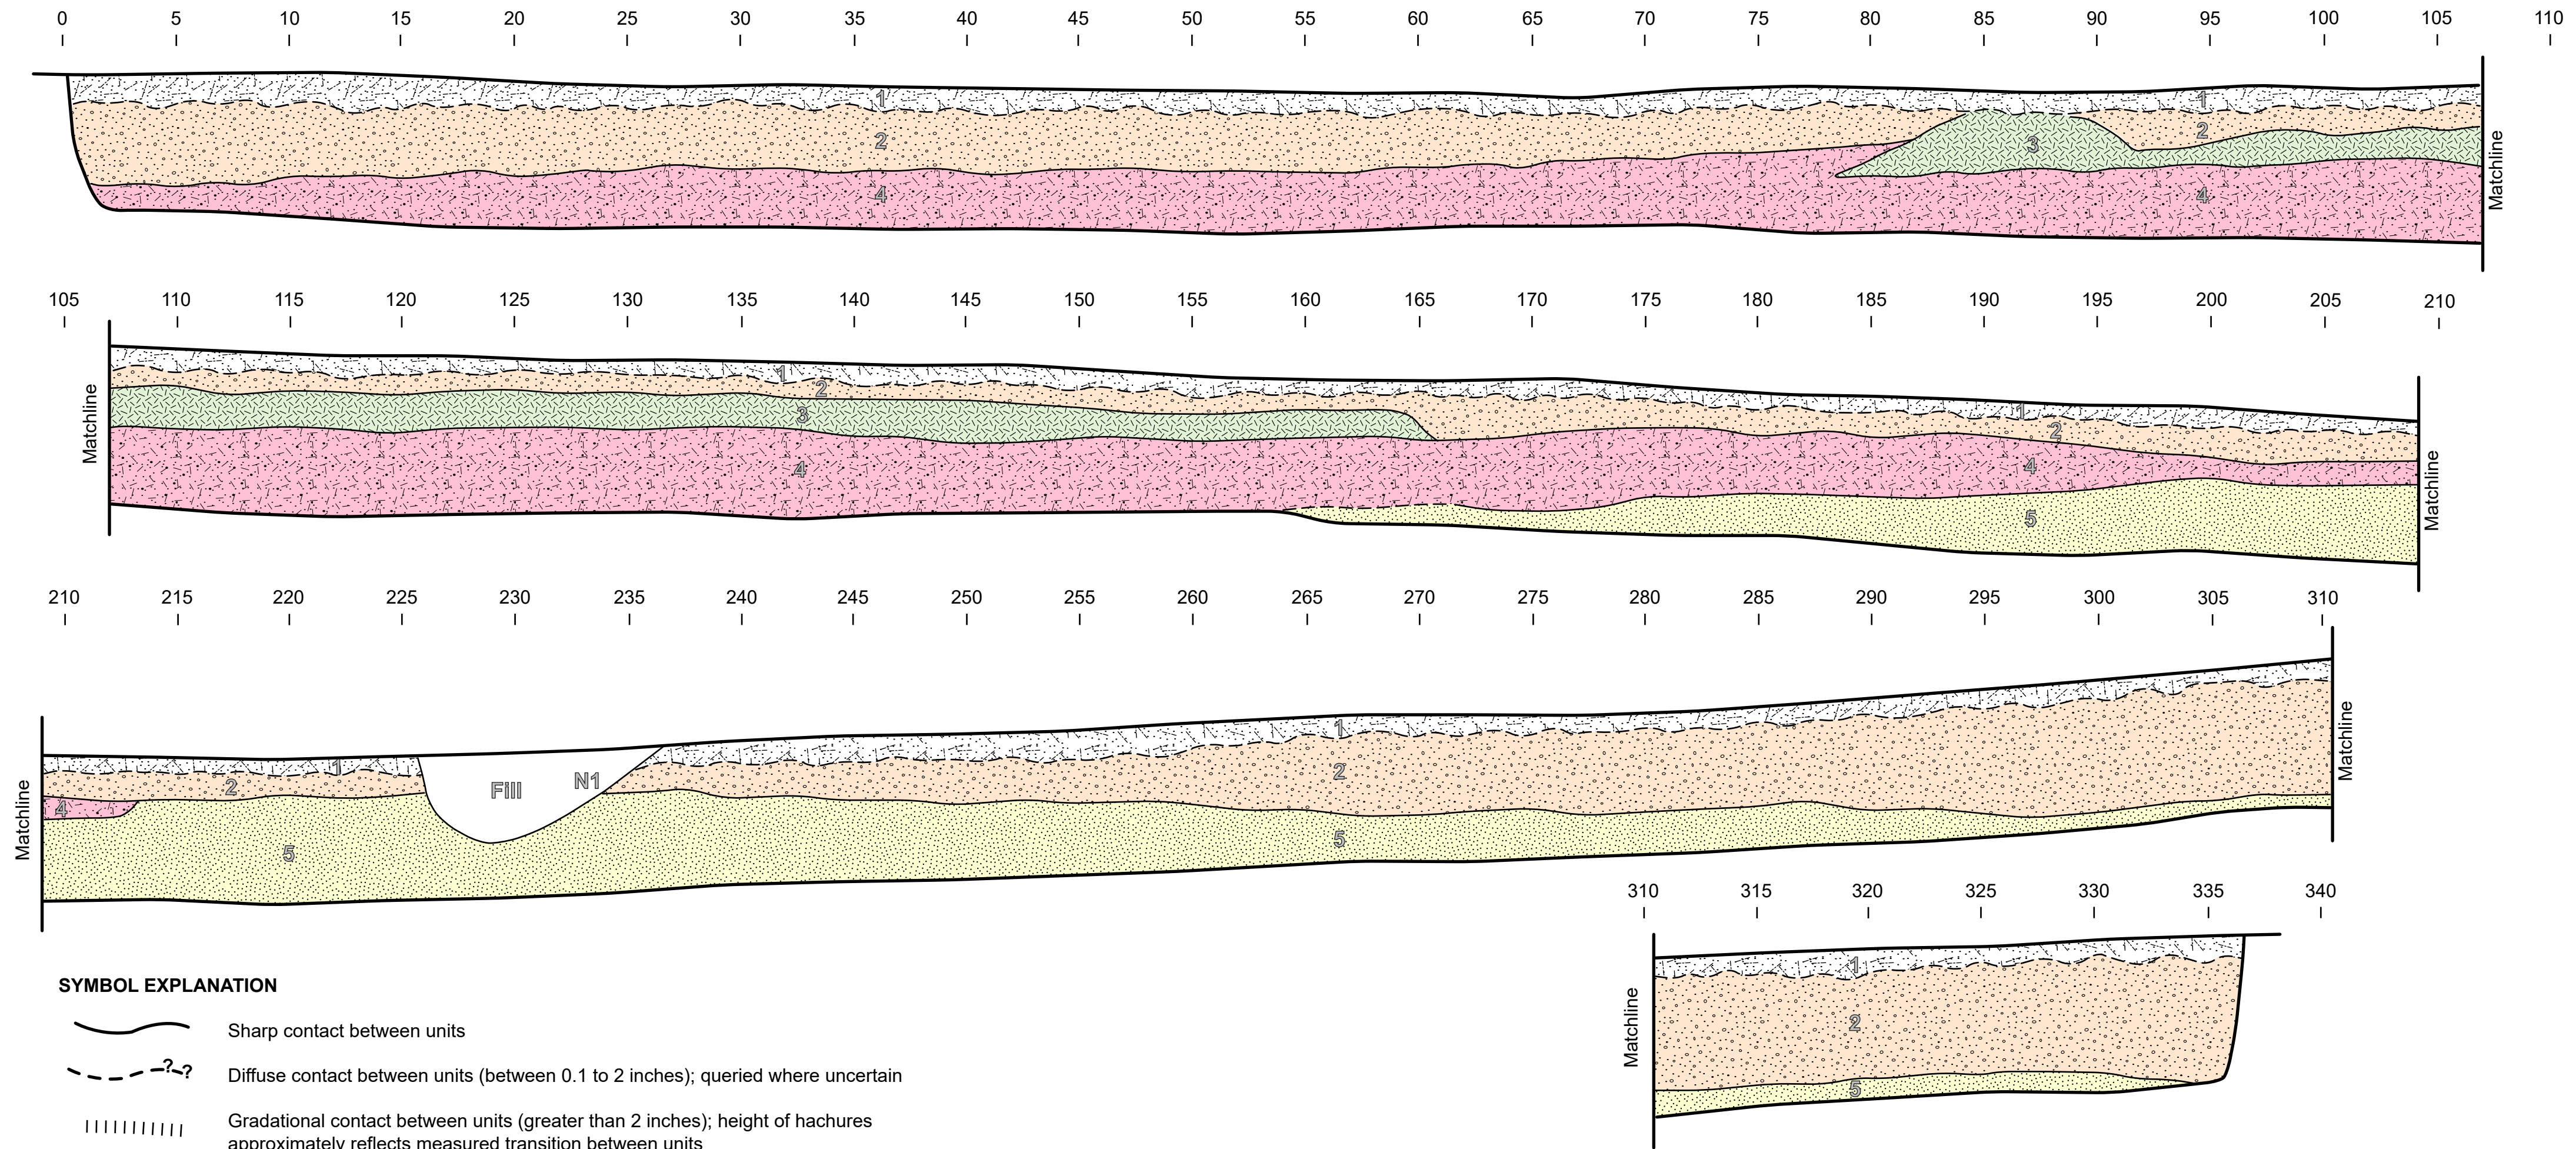 0 5 10 15 20 25 30 35 40 45 50 55 60 65 70 75 80 85 90 95 100 105 110
1 1
2 2
3
4 4
Matchline
105 110 115 120 125 130 135 140 145 150 155 160 165 170 175 180 185 190 195 200 205 210
Matchline
1 1
2 2
3
4 4
5
Matchline
210 215 220 225 230 235 240 245 250 255 260 265 270 275 280 285 290 295 300 305 310
Matchline
1 1
2 Fill N1 2
4
5 5
Matchline
310 315 320 325 330 335 340
Matchline
1
2
5
SYMBOL EXPLANATION
Sharp contact between units
? ? Diffuse contact between units (between 0.1 to 2 inches); queried where uncertain
Gradational contact between units (greater than 2 inches); height of hachures
approximately reflects measured transition between units